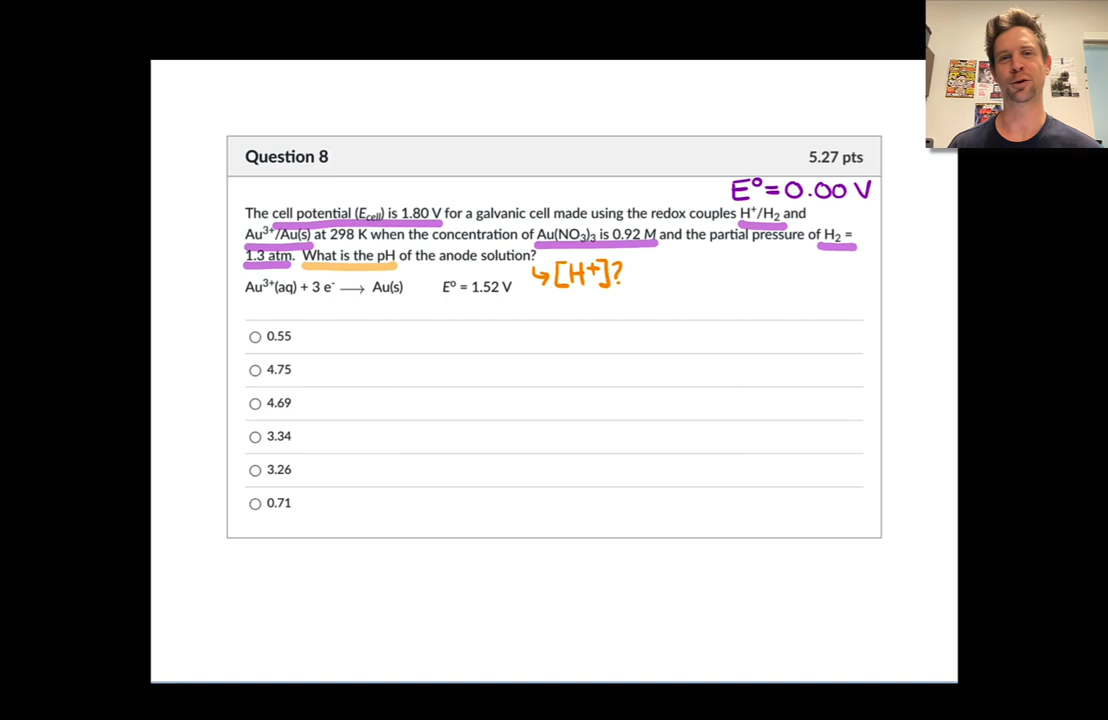 Question 8
5.27 pts
E⁰=0.00 V
The cell potential (Ecell) is 1.80 V for a galvanic cell made using the redox couples H⁺/H₂ and
Au³⁺/Au(s) at 298 K when the concentration of Au(NO₃)₃ is 0.92 M and the partial pressure of H₂ =
1.3 atm. What is the pH of the anode solution?
↳[H+]?
Au³⁺(aq) + 3 e⁻ ⟶ Au(s) E⁰ = 1.52 V
0.55
4.75
4.69
3.34
3.26
0.71